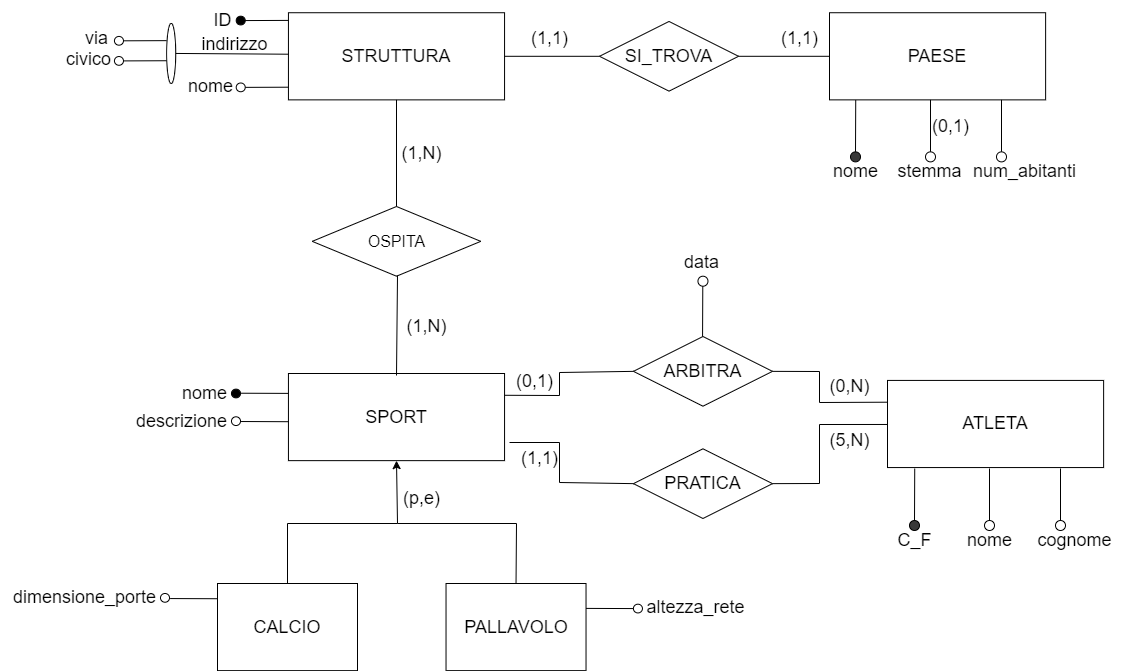 ID
via
indirizzo
civico
nome
STRUTTURA
(1,1)
SI_TROVA
(1,1)
PAESE
(0,1)
nome
stemma
num_abitanti
(1,N)
OSPITA
(1,N)
data
nome
descrizione
SPORT
(0,1)
ARBITRA
(0,N)
(1,1)
PRATICA
(5,N)
ATLETA
C_F
nome
cognome
(p,e)
dimensione_porte
CALCIO
PALLAVOLO
altezza_rete